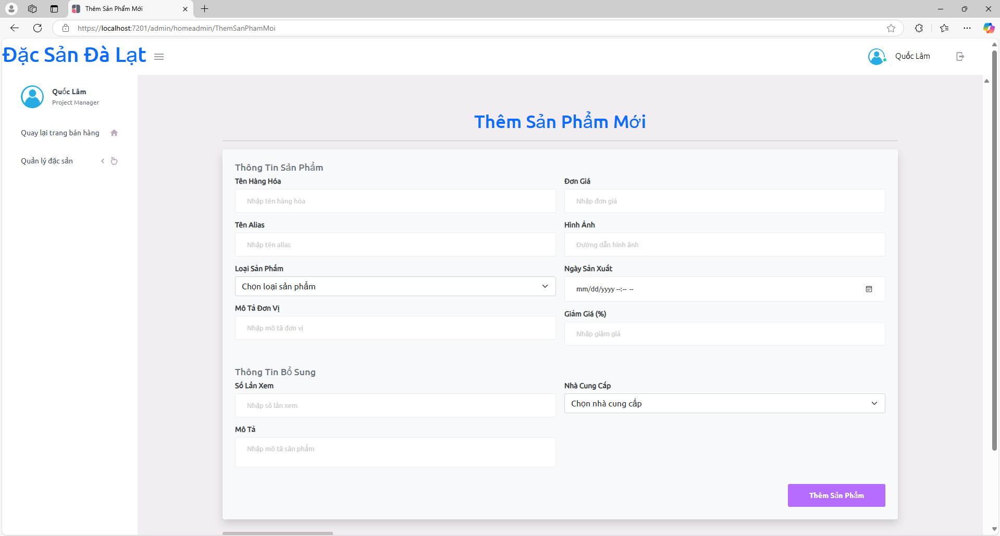 Thêm Sản Phẩm Mới
https://localhost:7201/admin/homeadmin/ThemSanPhamMoi
Đặc Sản Đà Lạt
Quốc Lâm
Quốc Lâm
Project Manager
Quay lại trang bán hàng
Quản lý đặc sản
Thêm Sản Phẩm Mới
Thông Tin Sản Phẩm
Tên Hàng Hóa
Nhập tên hàng hóa
Đơn Giá
Nhập đơn giá
Tên Alias
Nhập tên alias
Hình Ảnh
Đường dẫn hình ảnh
Loại Sản Phẩm
Chọn loại sản phẩm
Ngày Sản Xuất
mm/dd/yyyy --:-- --
Mô Tả Đơn Vị
Nhập mô tả đơn vị
Giảm Giá (%)
Nhập giảm giá
Thông Tin Bổ Sung
Số Lần Xem
Nhập số lần xem
Nhà Cung Cấp
Chọn nhà cung cấp
Mô Tả
Nhập mô tả sản phẩm
Thêm Sản Phẩm